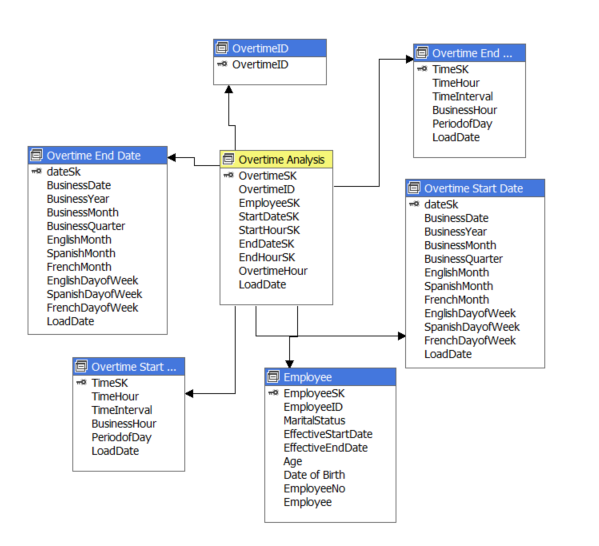 OvertimeID
OvertimeID
Overtime End ...
TimeSK
TimeHour
TimeInterval
BusinessHour
PeriodofDay
LoadDate
Overtime End Date
dateSk
BusinessDate
BusinessYear
BusinessMonth
BusinessQuarter
EnglishMonth
SpanishMonth
FrenchMonth
EnglishDayofWeek
SpanishDayofWeek
FrenchDayofWeek
LoadDate
Overtime Analysis
OvertimeSK
OvertimeID
EmployeeSK
StartDateSK
StartHourSK
EndDateSK
EndHourSK
OvertimeHour
LoadDate
Overtime Start Date
dateSk
BusinessDate
BusinessYear
BusinessMonth
BusinessQuarter
EnglishMonth
SpanishMonth
FrenchMonth
EnglishDayofWeek
SpanishDayofWeek
FrenchDayofWeek
LoadDate
Overtime Start ...
TimeSK
TimeHour
TimeInterval
BusinessHour
PeriodofDay
LoadDate
Employee
EmployeeSK
EmployeeID
MaritalStatus
EffectiveStartDate
EffectiveEndDate
Age
Date of Birth
EmployeeNo
Employee